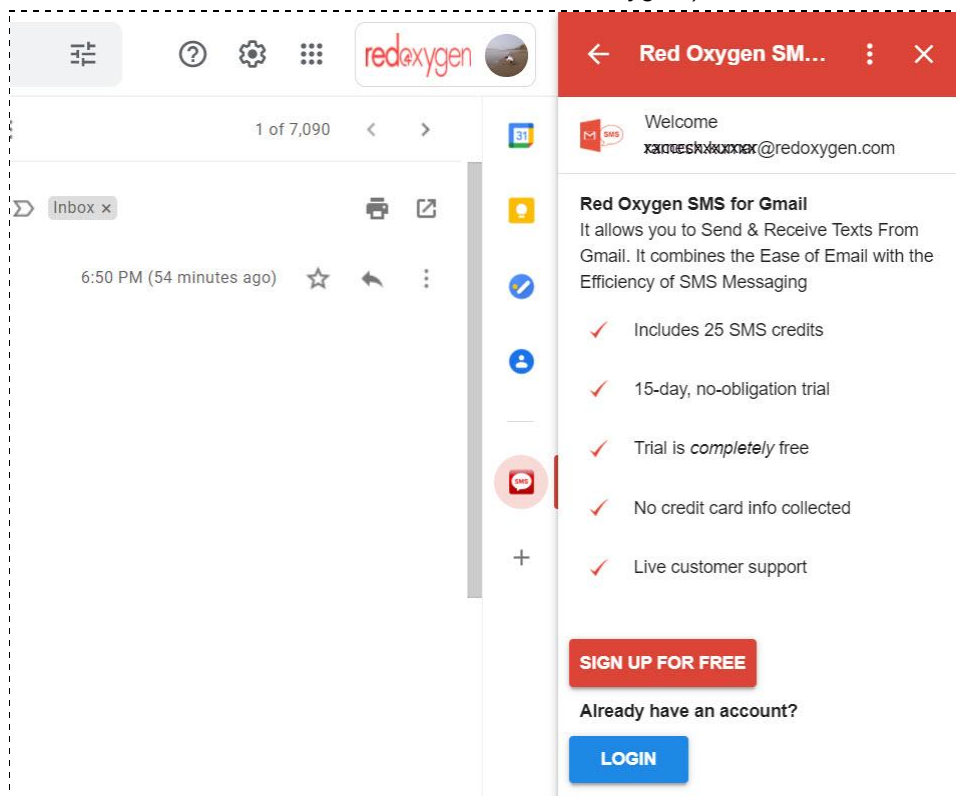 redoxygen
Red Oxygen SM...
1 of 7,090
31
Welcome
@redoxygen.com
Inbox ×
6:50 PM (54 minutes ago)
Red Oxygen SMS for Gmail
It allows you to Send & Receive Texts From
Gmail. It combines the Ease of Email with the
Efficiency of SMS Messaging
Includes 25 SMS credits
15-day, no-obligation trial
Trial is completely free
SMS
No credit card info collected
Live customer support
SIGN UP FOR FREE
Already have an account?
LOGIN